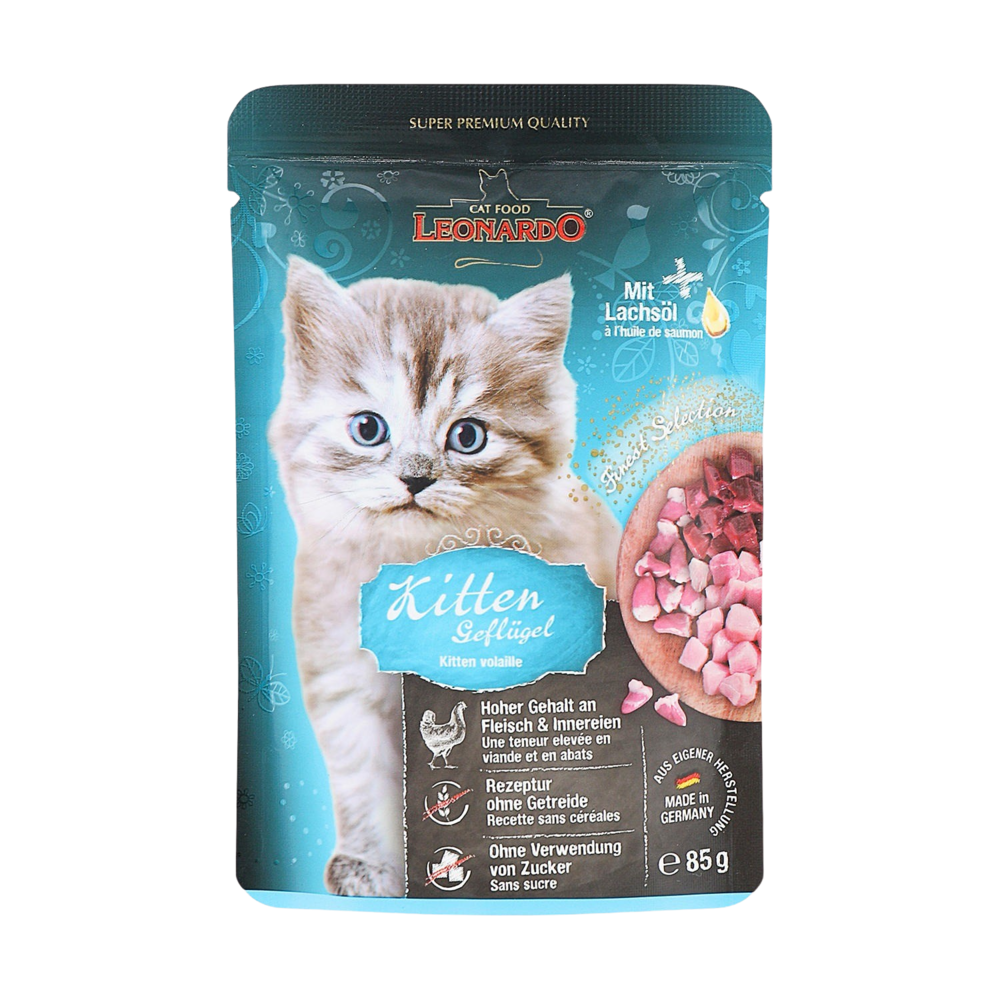 SUPER PREMIUM QUALITY
CAT FOOD
LEONARDO®
Mit
Lachsöl
à l'huile de saumon
Finest Selection
Kitten
Geflügel
Kitten volaille
Hoher Gehalt an
Fleisch & Innereien
Une teneur elevée en
viande et en abats
Rezeptur
ohne Getreide
Recette sans céréales
Ohne Verwendung
von Zucker
Sans sucre
AUS EIGENER HERSTELLUNG
MADE in
GERMANY
℮ 85 g